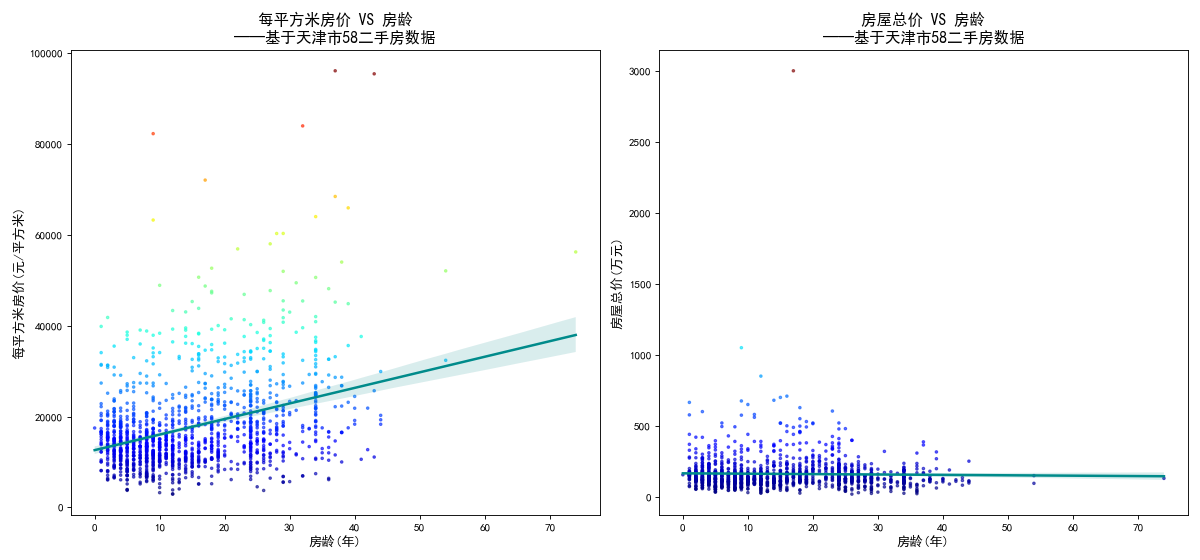 每平方米房价 VS 房龄
——基于天津市58二手房数据
每平方米房价(元/平方米)
100000
80000
60000
40000
20000
0
0 10 20 30 40 50 60 70
房龄(年)
房屋总价 VS 房龄
——基于天津市58二手房数据
房屋总价(万元)
3000
2500
2000
1500
1000
500
0
0 10 20 30 40 50 60 70
房龄(年)